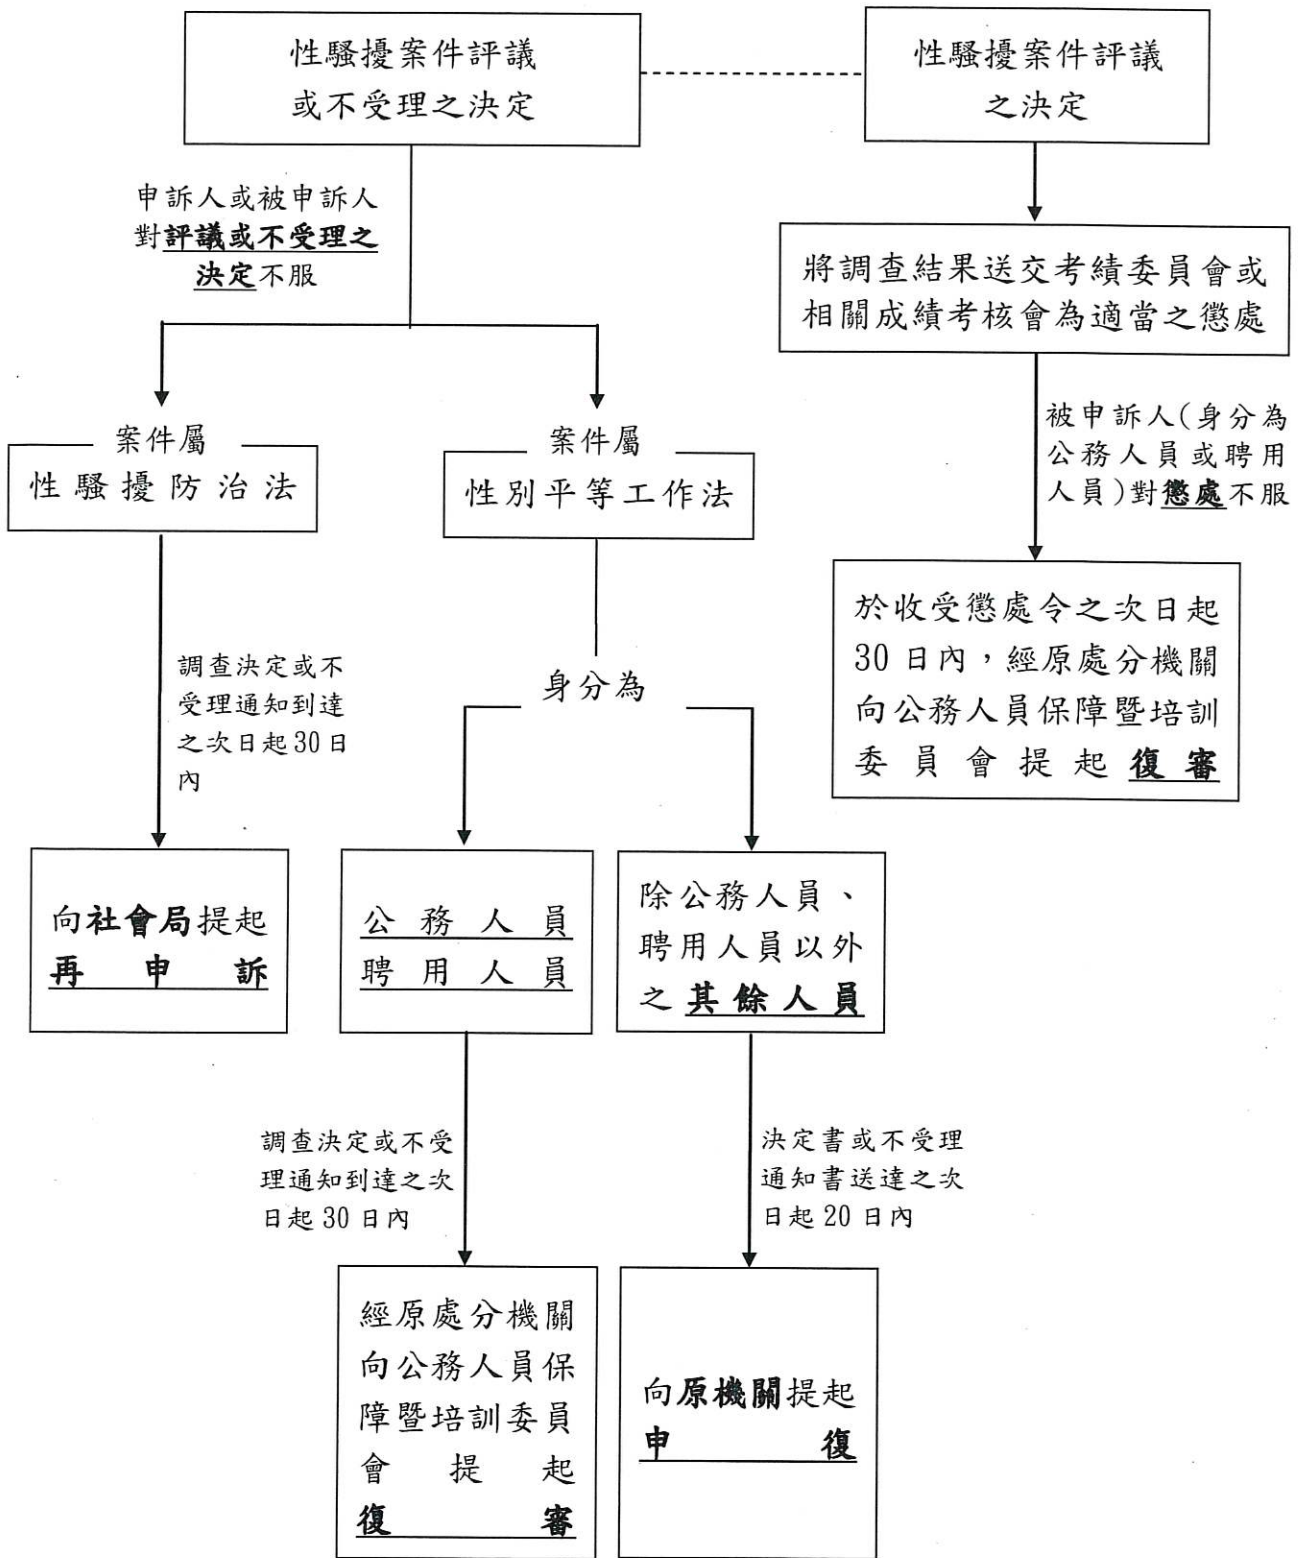 性騷擾案件評議
或不受理之決定
性騷擾案件評議
之決定
申訴人或被申訴人
對評議或不受理之
決定不服
將調查結果送交考績委員會或
相關成績考核會為適當之懲處
被申訴人(身分為
公務人員或聘用
人員)對懲處不服
案件屬
性騷擾防治法
案件屬
性別平等工作法
於收受懲處令之次日起
30日內，經原處分機關
向公務人員保障暨培訓
委員會提起復審
調查決定或不
受理通知到達
之次日起30日
內
身分為
向社會局提起
再申訴
公務人員
聘用人員
除公務人員、
聘用人員以外
之其餘人員
調查決定或不受
理通知到達之次
日起30日內
決定書或不受理
通知書送達之次
日起20日內
經原處分機關
向公務人員保
障暨培訓委員
會提起
復審
向原機關提起
申復